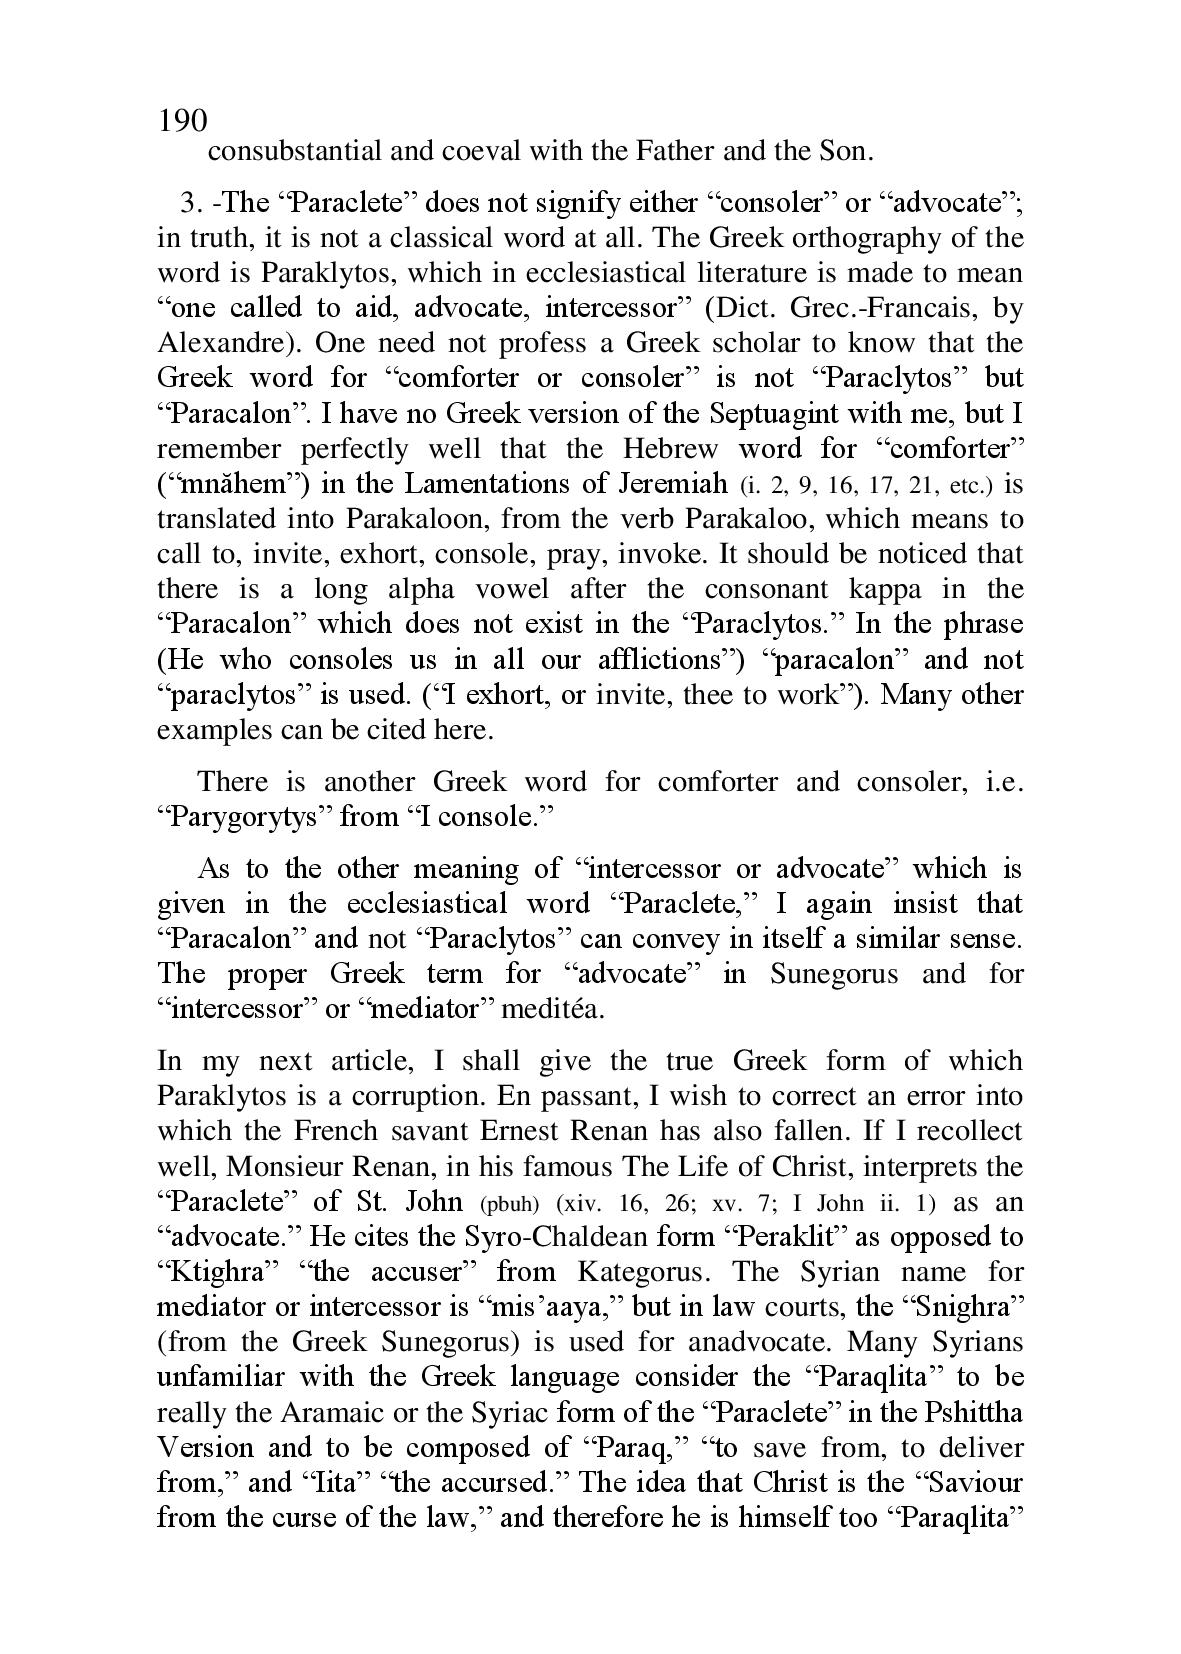 190
consubstantial and coeval with the Father and the Son.
3. -The “Paraclete” does not signify either “consoler” or “advocate”;
in truth, it is not a classical word at all. The Greek orthography of the
word is Paraklytos, which in ecclesiastical literature is made to mean
“one called to aid, advocate, intercessor” (Dict. Grec.-Francais, by
Alexandre). One need not profess a Greek scholar to know that the
Greek word for “comforter or consoler” is not “Paraclytos” but
“Paracalon”. I have no Greek version of the Septuagint with me, but I
remember perfectly well that the Hebrew word for “comforter”
(“mnăhem”) in the Lamentations of Jeremiah (i. 2, 9, 16, 17, 21, etc.) is
translated into Parakaloon, from the verb Parakaloo, which means to
call to, invite, exhort, console, pray, invoke. It should be noticed that
there is a long alpha vowel after the consonant kappa in the
“Paracalon” which does not exist in the “Paraclytos.” In the phrase
(He who consoles us in all our afflictions”) “paracalon” and not
“paraclytos” is used. (“I exhort, or invite, thee to work”). Many other
examples can be cited here.
There is another Greek word for comforter and consoler, i.e.
“Parygorytys” from “I console.”
As to the other meaning of “intercessor or advocate” which is
given in the ecclesiastical word “Paraclete,” I again insist that
“Paracalon” and not “Paraclytos” can convey in itself a similar sense.
The proper Greek term for “advocate” in Sunegorus and for
“intercessor” or “mediator” meditéa.
In my next article, I shall give the true Greek form of which
Paraklytos is a corruption. En passant, I wish to correct an error into
which the French savant Ernest Renan has also fallen. If I recollect
well, Monsieur Renan, in his famous The Life of Christ, interprets the
“Paraclete” of St. John (pbuh) (xiv. 16, 26; xv. 7; I John ii. 1) as an
“advocate.” He cites the Syro-Chaldean form “Peraklit” as opposed to
“Ktighra” “the accuser” from Kategorus. The Syrian name for
mediator or intercessor is “mis’aaya,” but in law courts, the “Snighra”
(from the Greek Sunegorus) is used for anadvocate. Many Syrians
unfamiliar with the Greek language consider the “Paraqlita” to be
really the Aramaic or the Syriac form of the “Paraclete” in the Pshittha
Version and to be composed of “Paraq,” “to save from, to deliver
from,” and “Iita” “the accursed.” The idea that Christ is the “Saviour
from the curse of the law,” and therefore he is himself too “Paraqlita”